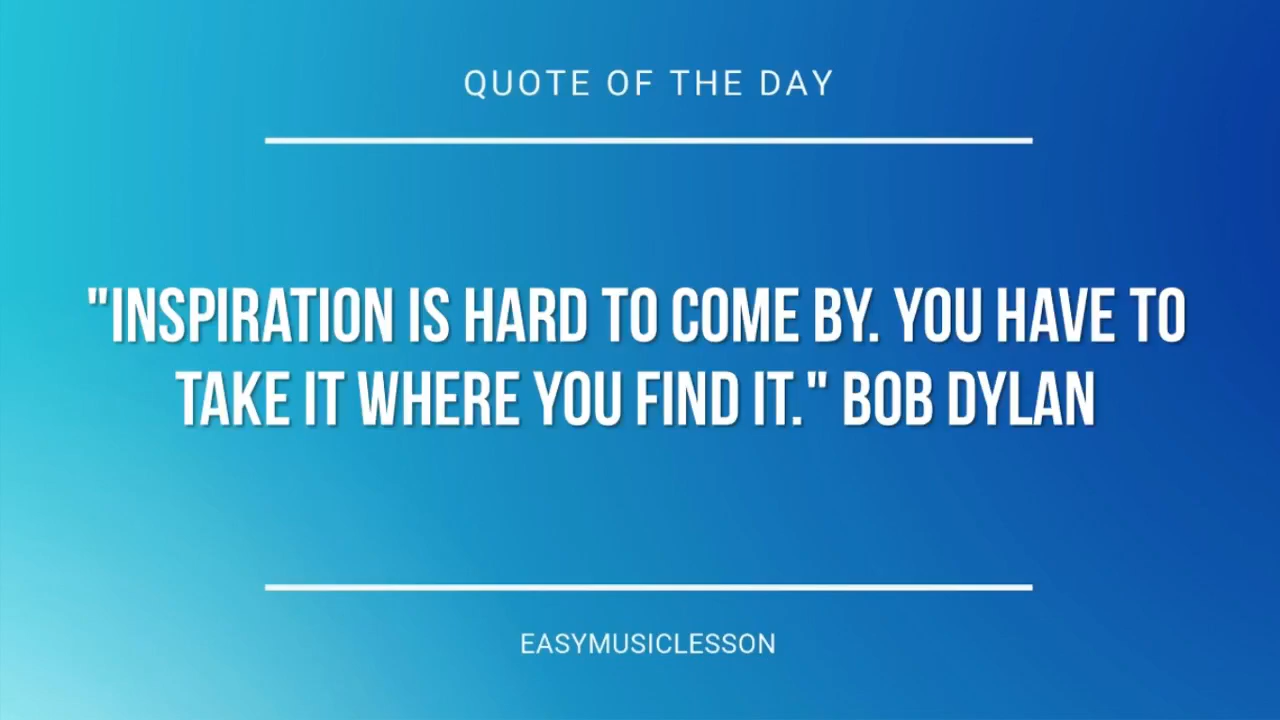 QUOTE OF THE DAY
"INSPIRATION IS HARD TO COME BY. YOU HAVE TO
TAKE IT WHERE YOU FIND IT." BOB DYLAN
EASYMUSICLESSON